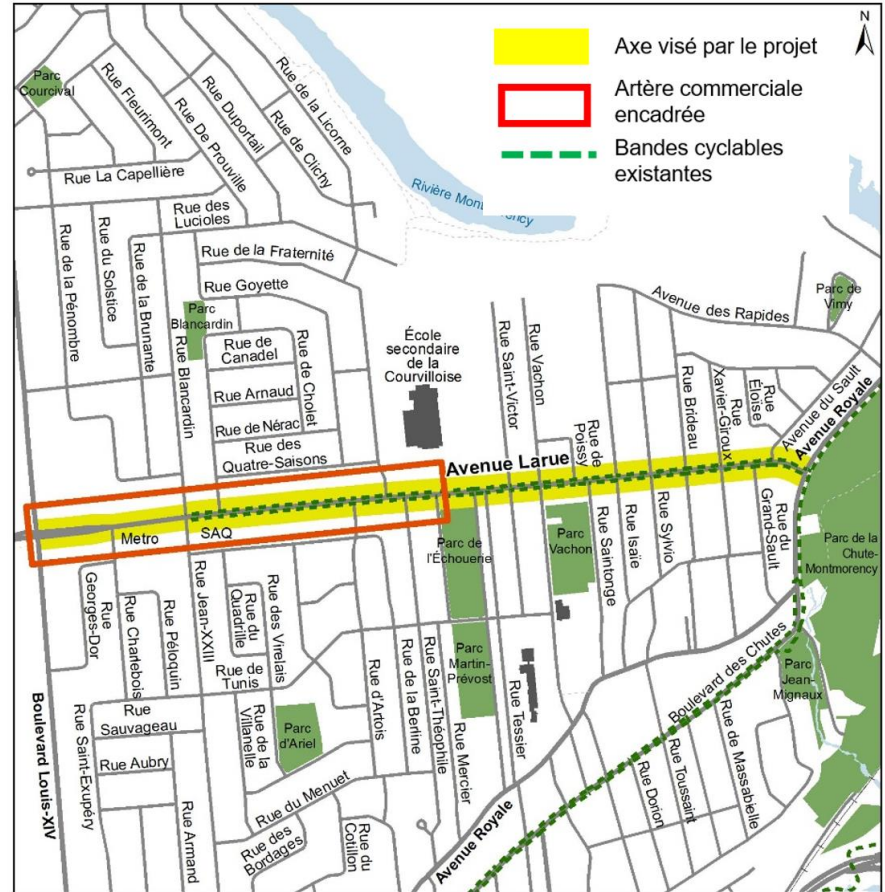 N
Axe visé par le projet
Artère commerciale
encadrée
Bandes cyclables
existantes
Parc
Courcival
Rue Fleurimont
Rue De Prouville
Rue Duportail
Rue de Clichy
Rue de la Licorne
Rue La Capellière
Rue des
Lucioles
Rivière Mont
ency
Rue de la Pénombre
Rue du Solstice
Rue de la Brunante
Rue de la Fraternité
Rue Goyette
Parc
Blancardin
Rue Blancardin
Rue de
Canadel
Rue de Cholet
Rue Arnaud
Rue de Nérac
Rue des
Quatre-Saisons
École
secondaire
de la
Courvilloise
Rue Saint-Victor
Rue Vachon
Rue de
Poissy
Avenue des Rapides
Parc de
Vimy
Rue Brideau
Rue
Xavier-Giroux
Rue
Éloïse
Avenue du Sault
Avenue Royale
Avenue Larue
Metro
SAQ
Parc de
l'Échouerie
Parc
Vachon
Rue Saintonge
Rue Isaïe
Rue Sylvio
Rue du
Grand-Sault
Parc de la
Chute-
Montmorency
Rue
Georges-Dor
Rue Charlebois
Rue Péloquin
Rue Jean-XXIII
Rue du
Quadrille
Rue des Virelais
Rue de
Tunis
Boulevard Louis-XIV
Rue Saint-Exupéry
Rue
Sauvageau
Rue Aubry
Rue Armand
Rue de la
Villanelle
Parc
d'Ariel
Rue d'Artois
Rue de la Berline
Rue Saint-Théophile
Rue Mercier
Parc
Martin-
Prévost
Rue Tessier
Boulevard des Chutes
Parc
Jean-
Mignaux
Rue du Menuet
Rue des
Bordages
Rue du
Cotillon
Avenue Royale
Rue Dorion
Rue Toussaint
Rue de Massabielle